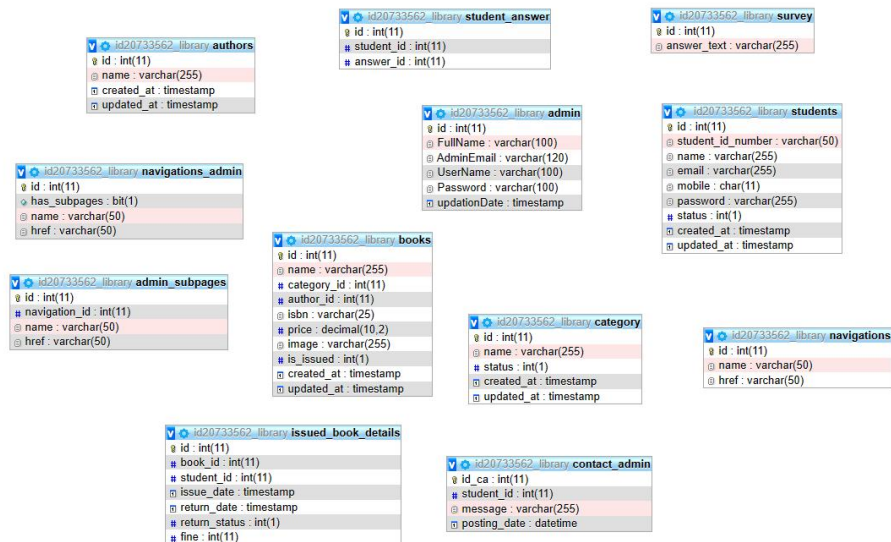 id20733562_library authors
id : int(11)
name : varchar(255)
created_at : timestamp
updated_at : timestamp
id20733562_library student_answer
id : int(11)
student_id : int(11)
answer_id : int(11)
id20733562_library survey
id : int(11)
answer_text : varchar(255)
id20733562_library admin
id : int(11)
FullName : varchar(100)
AdminEmail : varchar(120)
UserName : varchar(100)
Password : varchar(100)
updationDate : timestamp
id20733562_library students
id : int(11)
student_id_number : varchar(50)
name : varchar(255)
email : varchar(255)
mobile : char(11)
password : varchar(255)
status : int(1)
created_at : timestamp
updated_at : timestamp
id20733562_library navigations_admin
id : int(11)
has_subpages : bit(1)
name : varchar(50)
href : varchar(50)
id20733562_library books
id : int(11)
name : varchar(255)
category_id : int(11)
author_id : int(11)
isbn : varchar(25)
price : decimal(10,2)
image : varchar(255)
is_issued : int(1)
created_at : timestamp
updated_at : timestamp
id20733562_library admin_subpages
id : int(11)
navigation_id : int(11)
name : varchar(50)
href : varchar(50)
id20733562_library category
id : int(11)
name : varchar(255)
status : int(1)
created_at : timestamp
updated_at : timestamp
id20733562_library navigations
id : int(11)
name : varchar(50)
href : varchar(50)
id20733562_library issued_book_details
id : int(11)
book_id : int(11)
student_id : int(11)
issue_date : timestamp
return_date : timestamp
return_status : int(1)
fine : int(11)
id20733562_library contact_admin
id_ca : int(11)
student_id : int(11)
message : varchar(255)
posting_date : datetime